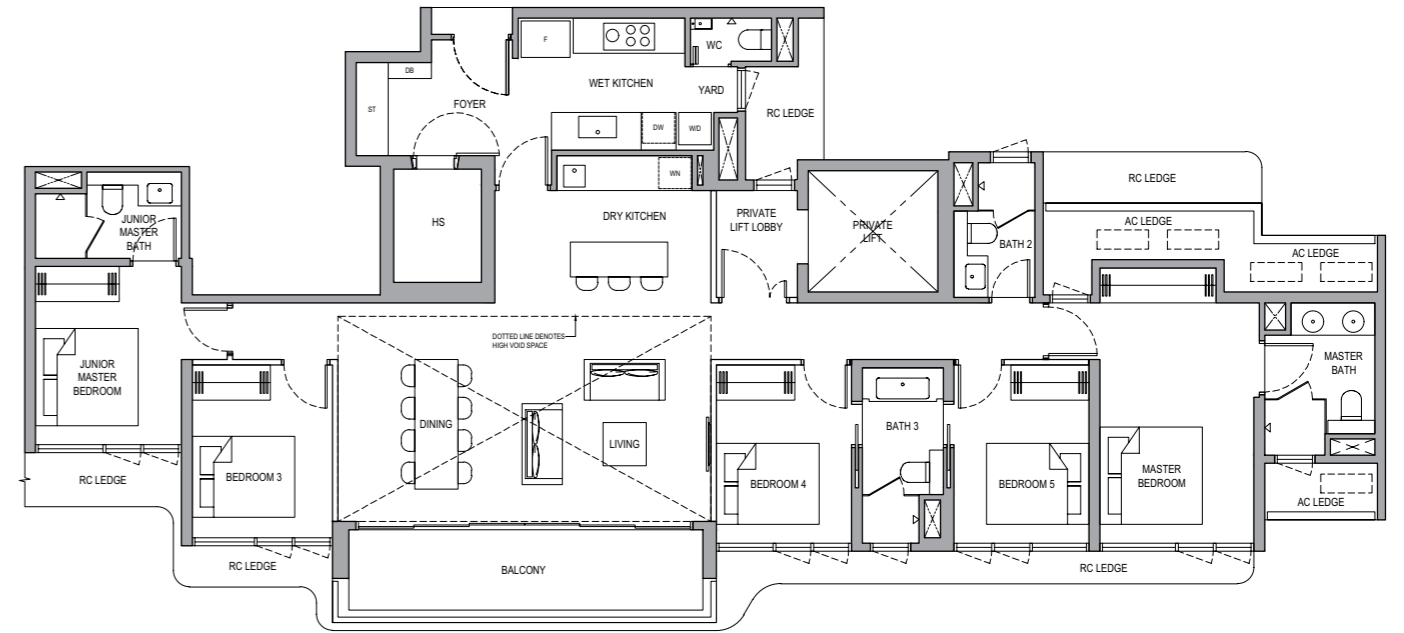 F
WC
DB
WET KITCHEN
YARD
ST
FOYER
RC LEDGE
DW
W/D
WN
RC LEDGE
HS
DRY KITCHEN
PRIVATE
LIFT LOBBY
PRIVATE
LIFT
JUNIOR
MASTER
BATH
BATH 2
AC LEDGE
AC LEDGE
DOTTED LINE DENOTES
HIGH VOID SPACE
JUNIOR
MASTER
BEDROOM
MASTER
BATH
DINING
LIVING
BATH 3
BEDROOM 3
BEDROOM 4
BEDROOM 5
MASTER
BEDROOM
RC LEDGE
AC LEDGE
RC LEDGE
BALCONY
RC LEDGE